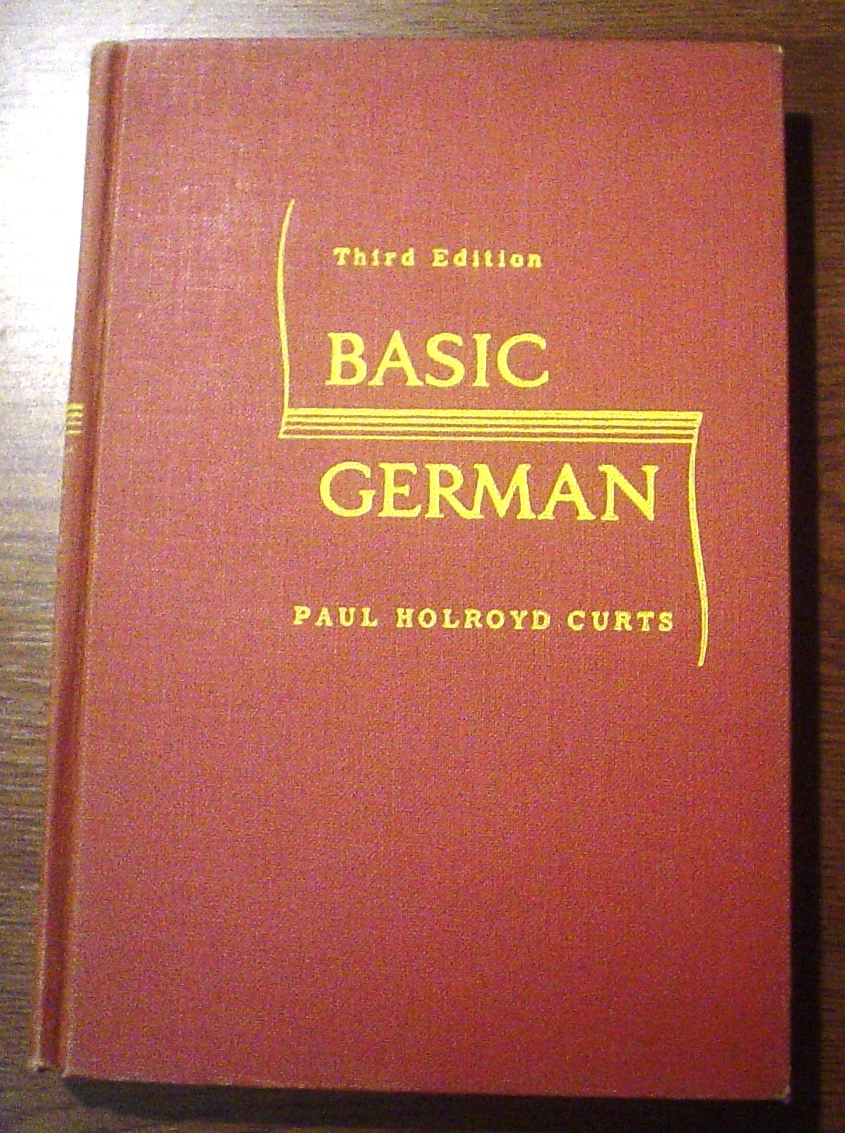 Third Edition
BASIC
GERMAN
PAUL HOLROYD CURTS